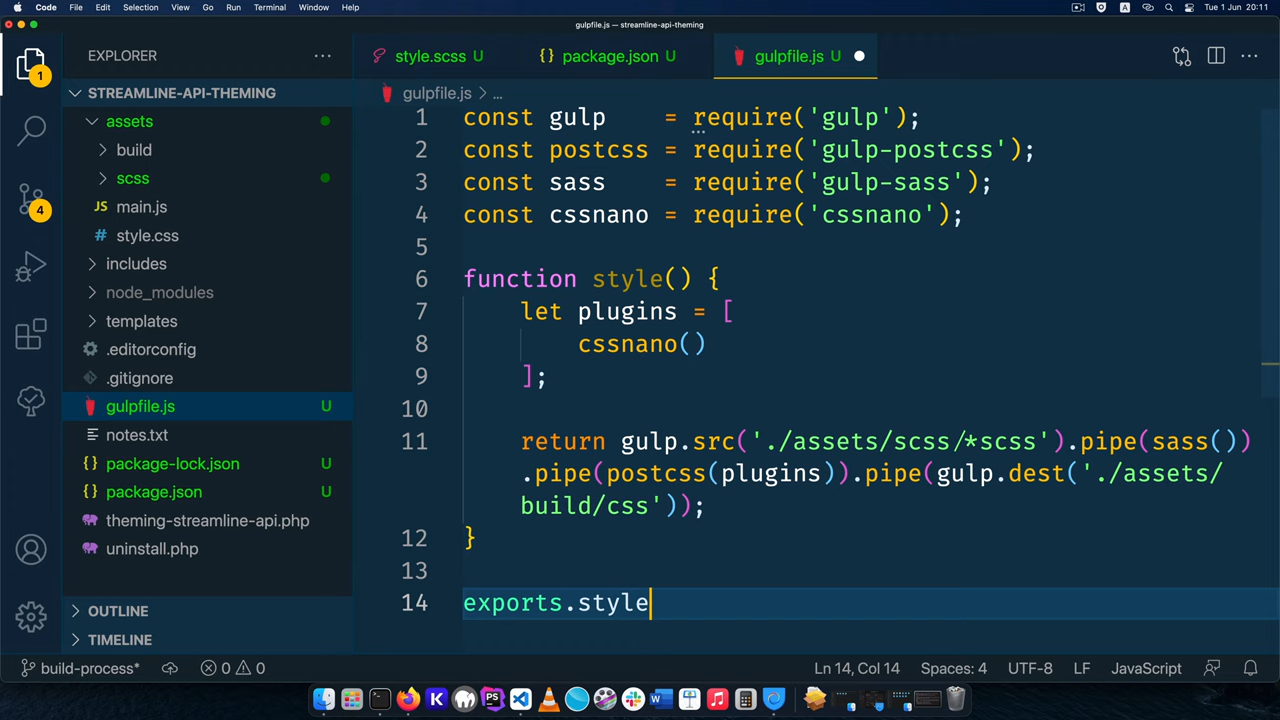 Code File Edit Selection View Go Run Terminal Window Help
A
Tue 1 Jun 20:11
gulpfile.js — streamline-api-theming
EXPLORER
style.scss U
{} package.json U
gulpfile.js U
1
STREAMLINE-API-THEMING
gulpfile.js > ...
assets
build
scss
JS main.js
# style.css
4
includes
node_modules
templates
.editorconfig
.gitignore
gulpfile.js U
notes.txt
{} package-lock.json U
{} package.json U
theming-streamline-api.php
uninstall.php
OUTLINE
TIMELINE
1 const gulp = require('gulp');
2 const postcss = require('gulp-postcss');
3 const sass = require('gulp-sass');
4 const cssnano = require('cssnano');
5
6 function style() {
7 let plugins = [
8 cssnano()
9 ];
10
11 return gulp.src('./assets/scss/*scss').pipe(sass())
.pipe(postcss(plugins)).pipe(gulp.dest('./assets/
build/css'));
12 }
13
14 exports.style
build-process* 0 0
Ln 14, Col 14 Spaces: 4 UTF-8 LF JavaScript
K
PS
W